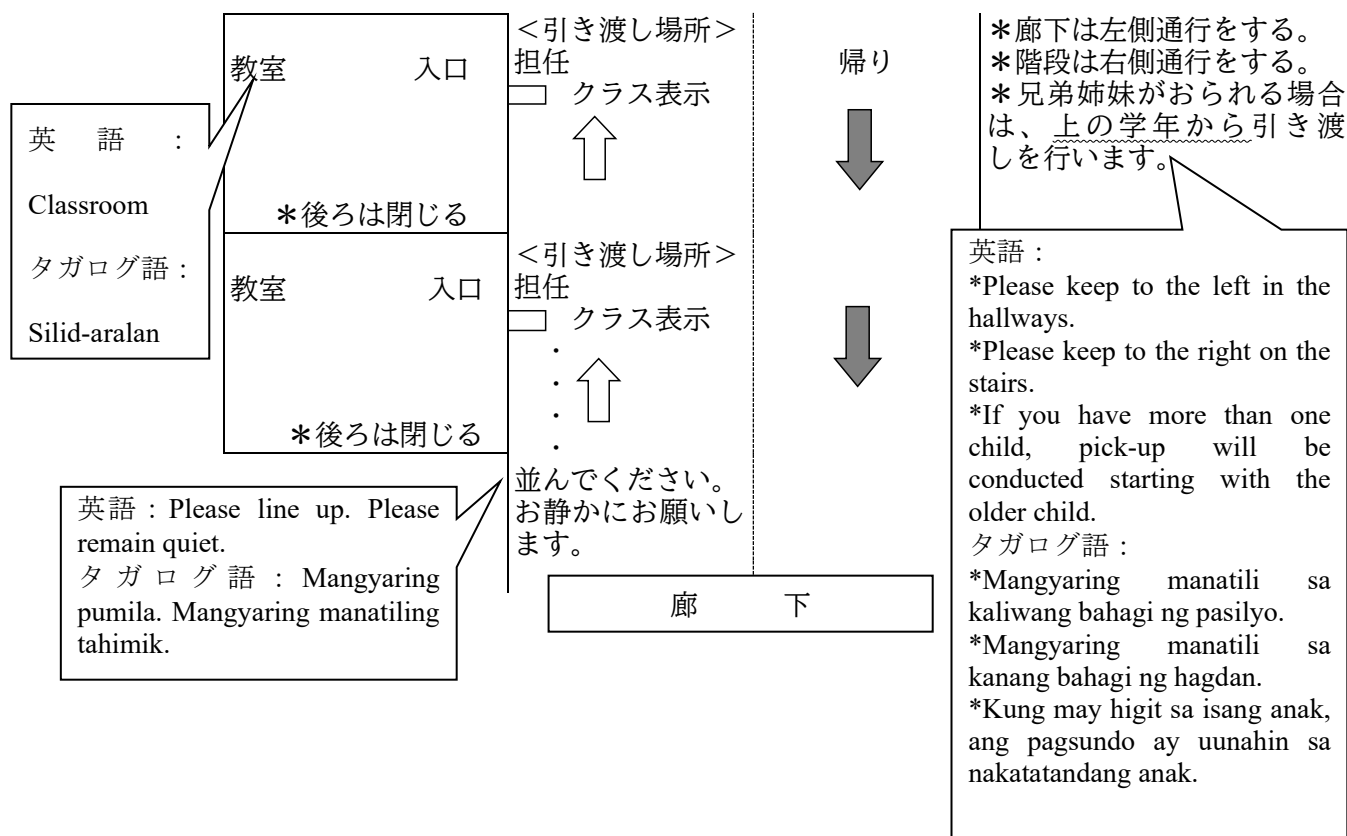 教室 入口
＊後ろは閉じる
＜引き渡し場所＞
担任
クラス表示
帰り
＊廊下は左側通行をする。
＊階段は右側通行をする。
＊兄弟姉妹がおられる場合
は、上の学年から引き渡
しを行います。
英語：
Classroom
タガログ語：
Silid-aralan
教室 入口
＊後ろは閉じる
＜引き渡し場所＞
担任
クラス表示
・
・
・
・
並んでください。
お静かにお願いし
ます。
英語：Please line up. Please
remain quiet.
タガログ語：Mangyaring
pumila. Mangyaring manatiling
tahimik.
廊下
英語：
*Please keep to the left in the
hallways.
*Please keep to the right on the
stairs.
*If you have more than one
child, pick-up will be
conducted starting with the
older child.
タガログ語：
*Mangyaring manatili sa
kaliwang bahagi ng pasilyo.
*Mangyaring manatili sa
kanang bahagi ng hagdan.
*Kung may higit sa isang anak,
ang pagsundo ay uunahin sa
nakatatandang anak.